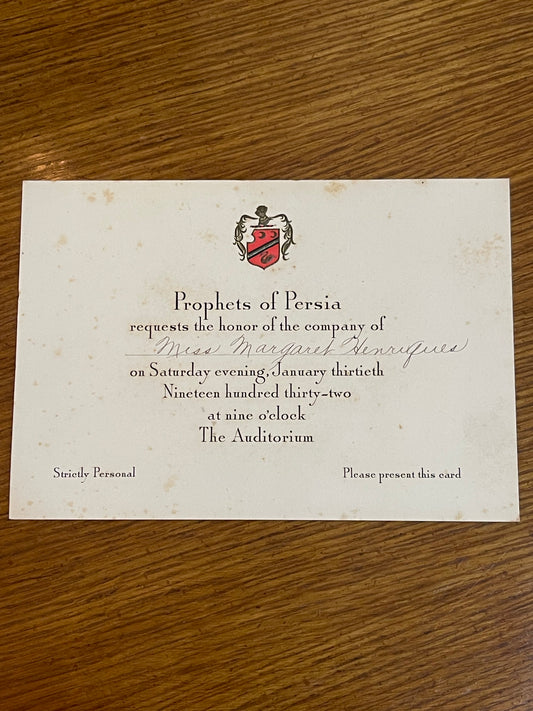 Prophets of Persia
requests the honor of the company of
Miss Margaret Henriques
on Saturday evening, January thirtieth
Nineteen hundred thirty-two
at nine o'clock
The Auditorium
Strictly Personal
Please present this card